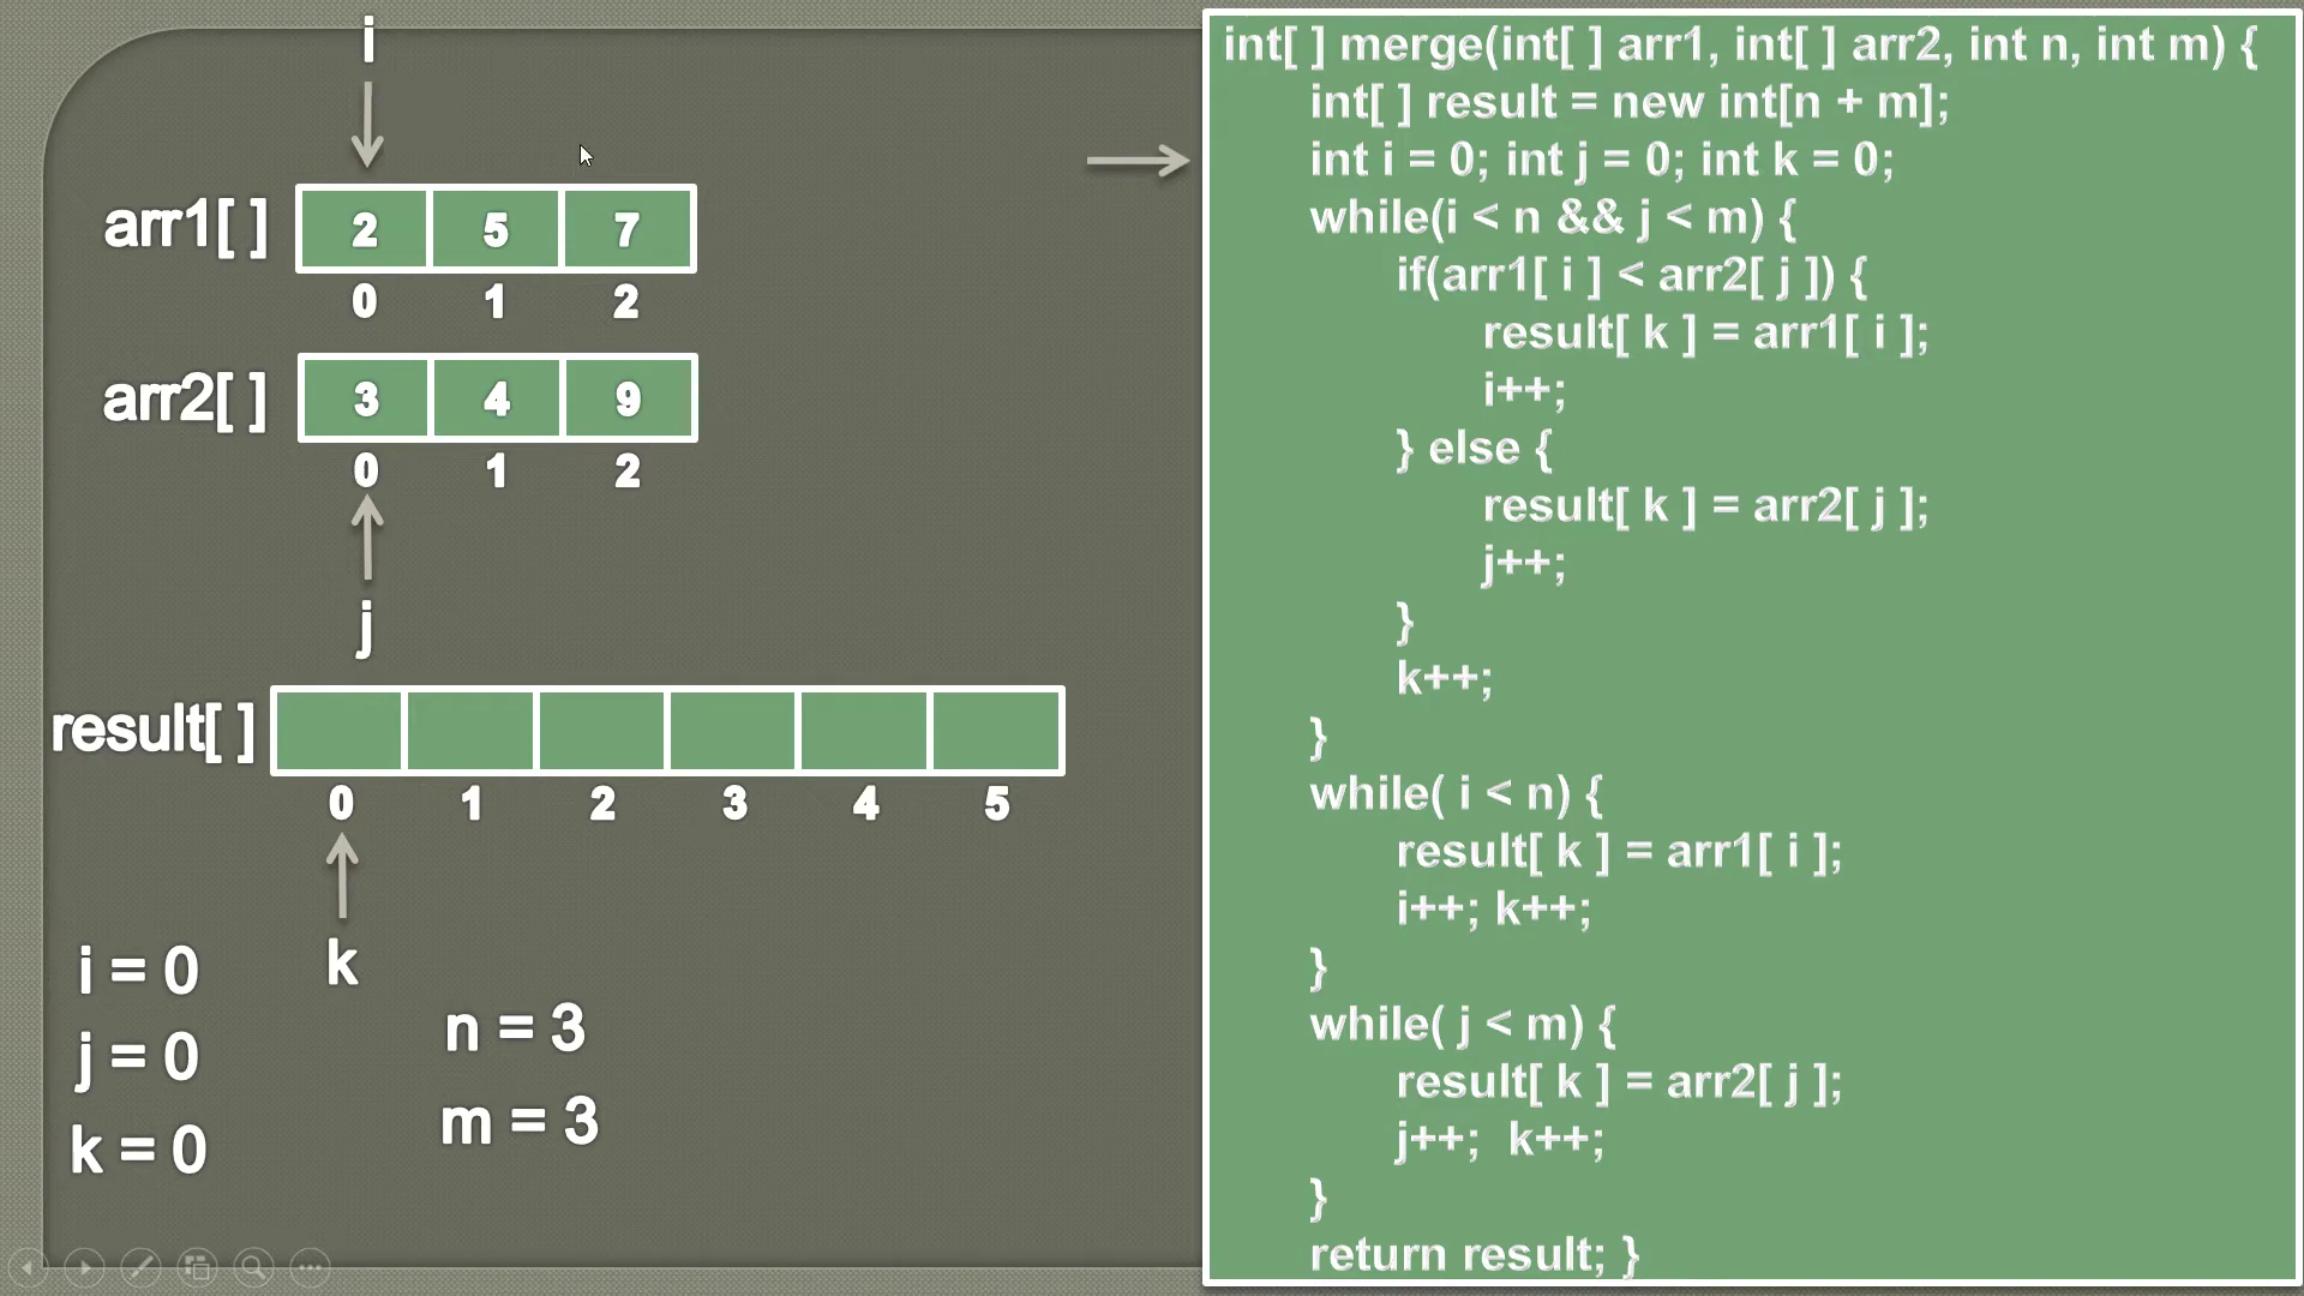 i
arr1[ ] 2 5 7
0 1 2
arr2[ ] 3 4 9
0 1 2
j
result[ ]
0 1 2 3 4 5
k
i = 0
j = 0
k = 0
n = 3
m = 3
int[ ] merge(int[ ] arr1, int[ ] arr2, int n, int m) {
int[ ] result = new int[n + m];
int i = 0; int j = 0; int k = 0;
while(i < n && j < m) {
if(arr1[ i ] < arr2[ j ]) {
result[ k ] = arr1[ i ];
i++;
} else {
result[ k ] = arr2[ j ];
j++;
}
k++;
}
while( i < n) {
result[ k ] = arr1[ i ];
i++; k++;
}
while( j < m) {
result[ k ] = arr2[ j ];
j++;  k++;
}
return result; }